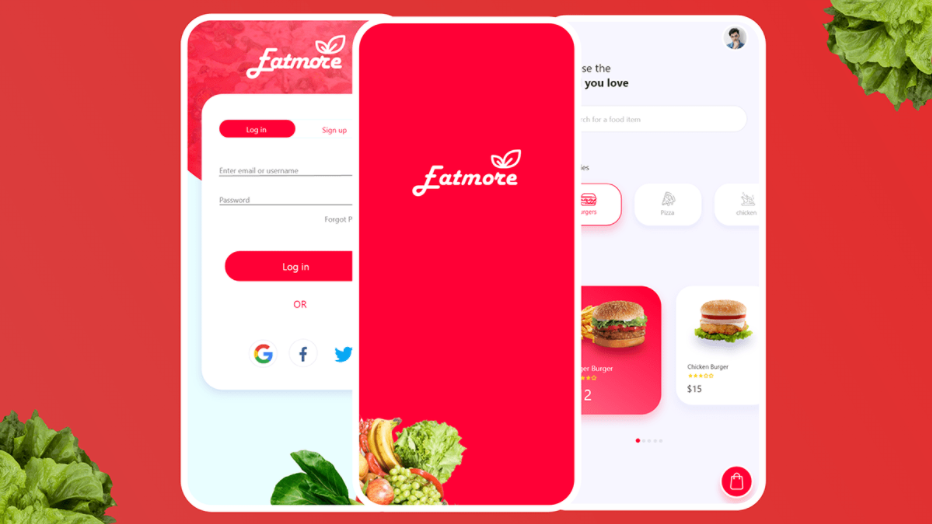 Eatmore
Log in
Sign up
Enter email or username
Password
Forgot P
Log in
OR
Eatmore
se the
you love
ch for a food item
ies
urgers
Pizza
chicken
ger Burger
2
Chicken Burger
$15